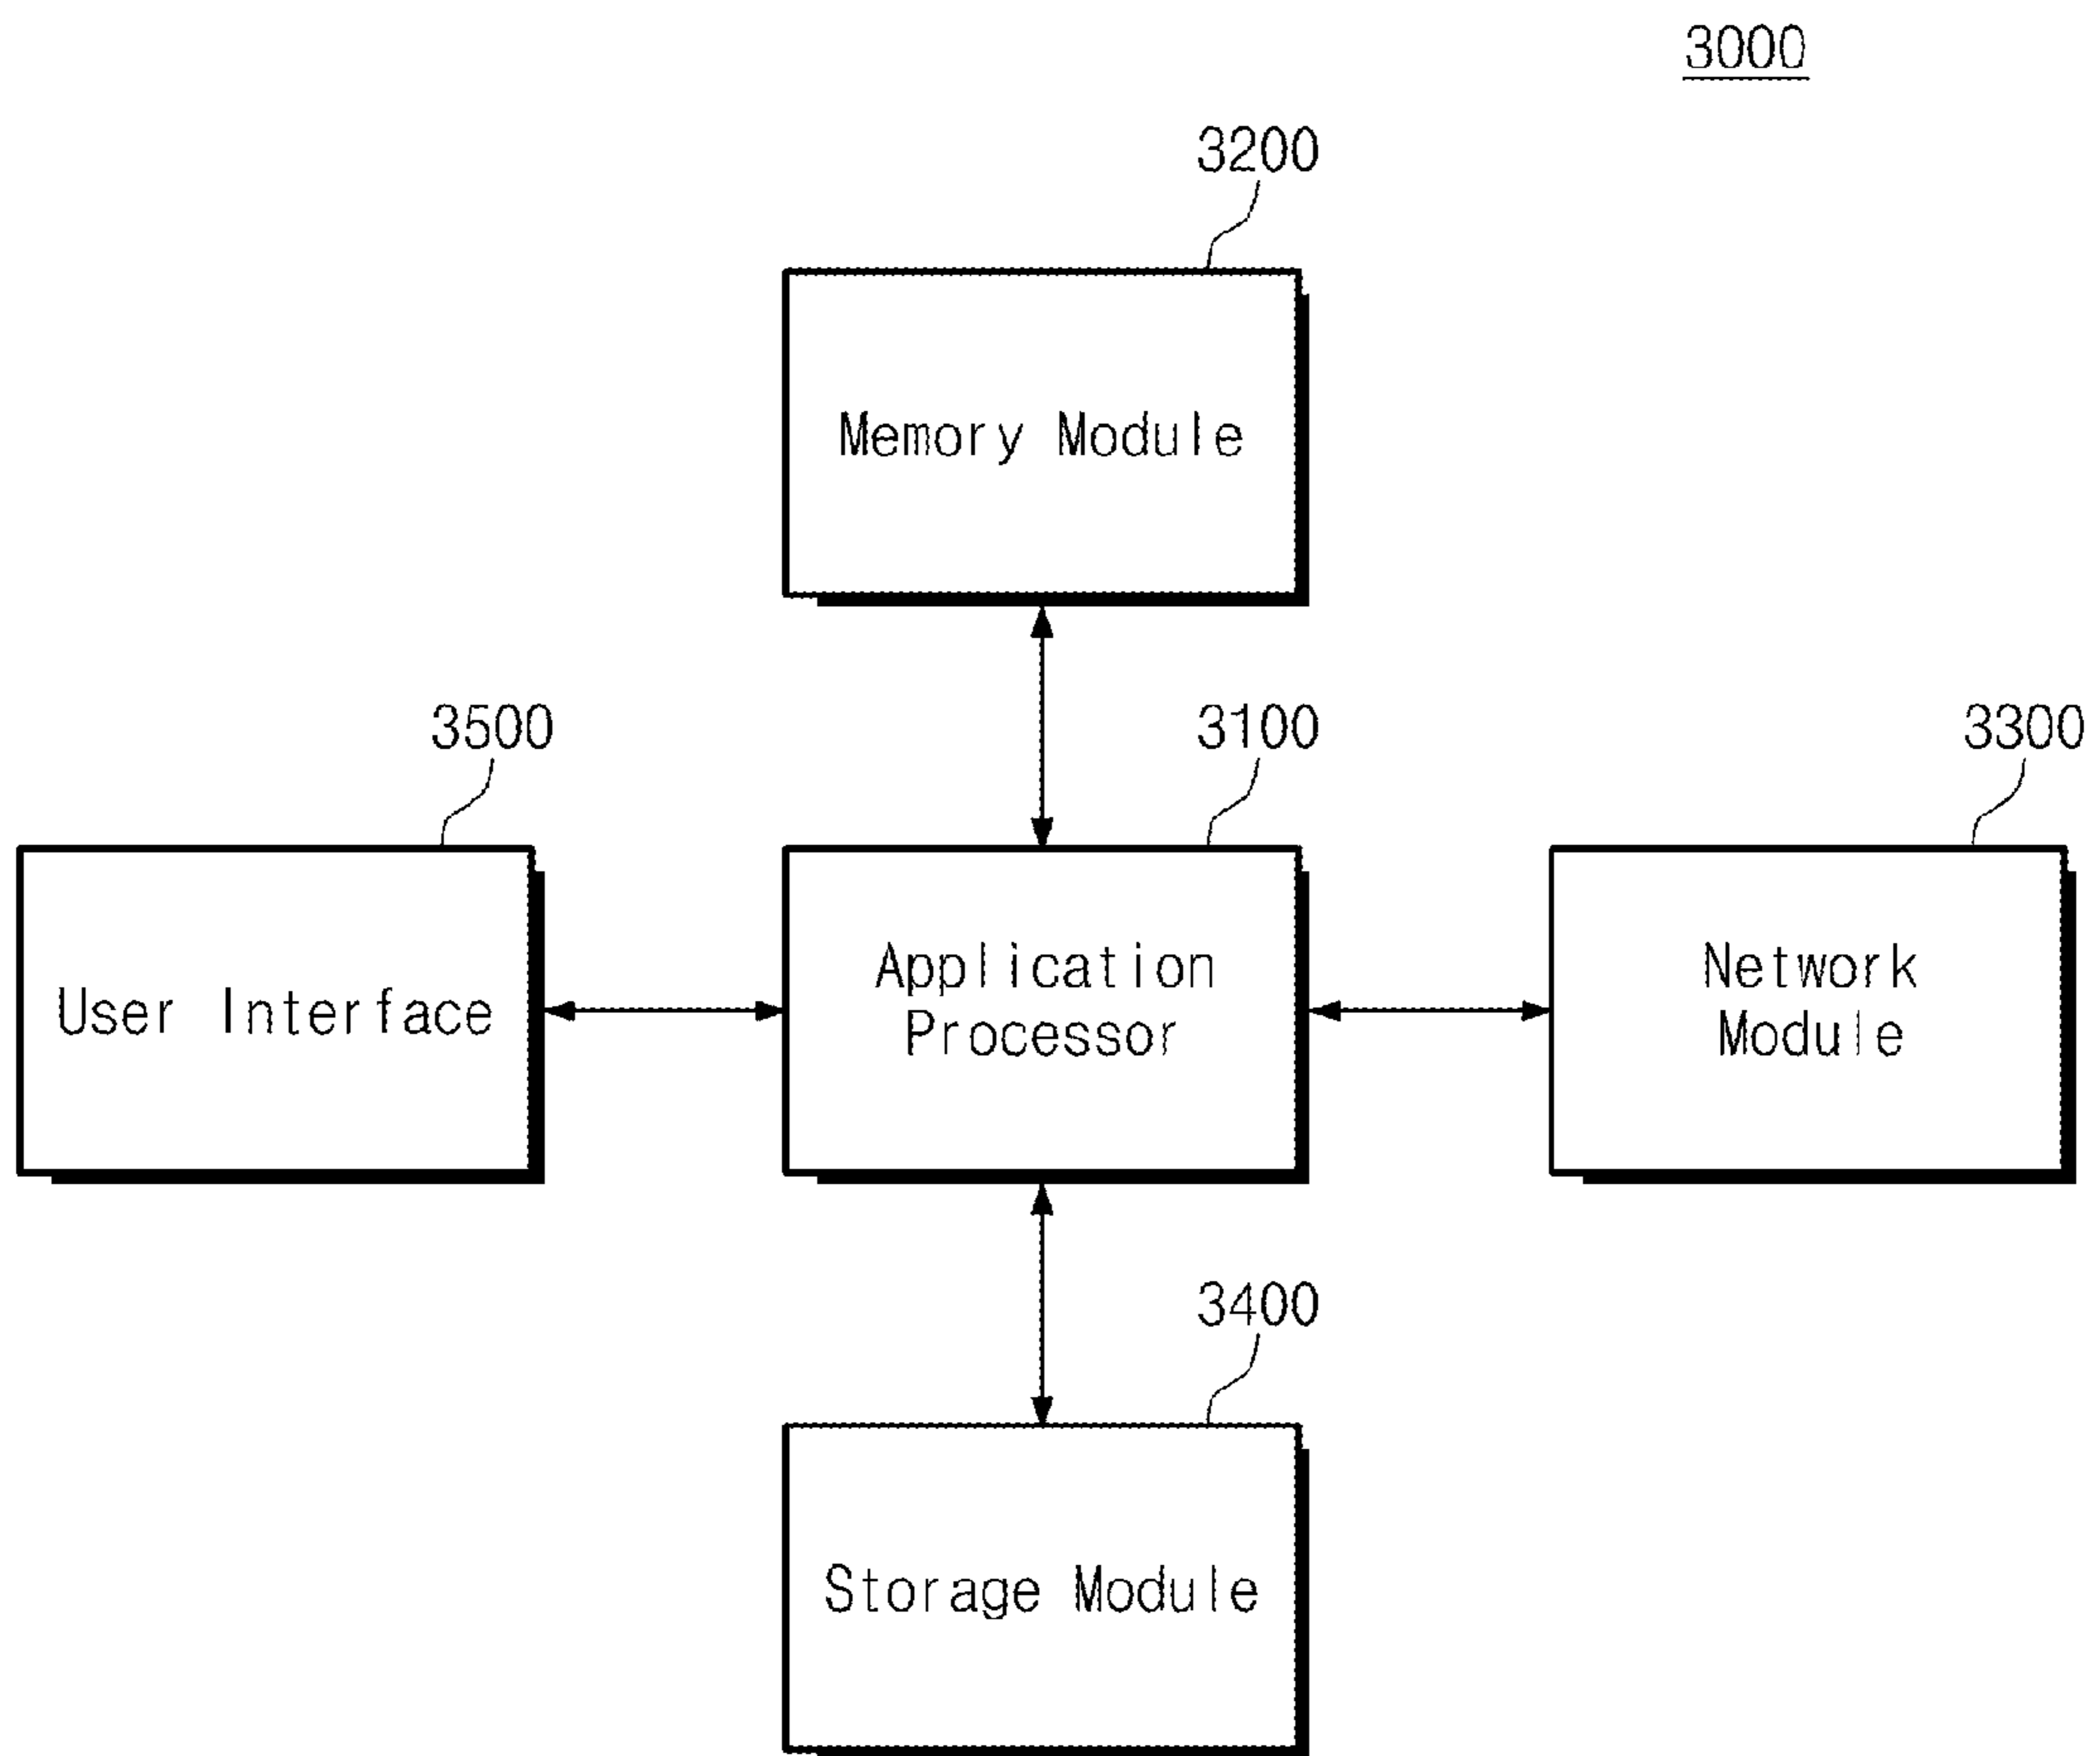 3000
3200
Memory Module
3500
3100
3300
User Interface
Application
Processor
Network
Module
3400
Storage Module